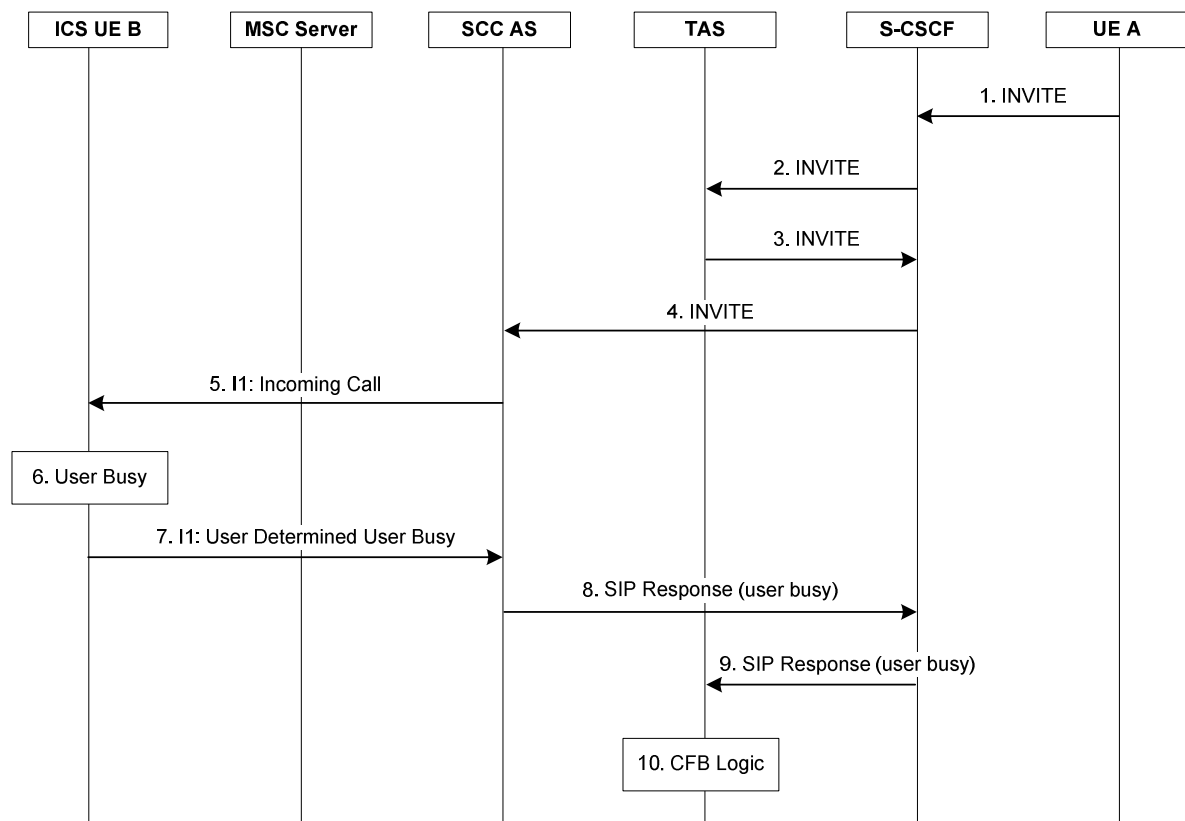 ICS UE B
MSC Server
SCC AS
TAS
S-CSCF
UE A
1. INVITE
2. INVITE
3. INVITE
4. INVITE
5. I1: Incoming Call
6. User Busy
7. I1: User Determined User Busy
8. SIP Response (user busy)
9. SIP Response (user busy)
10. CFB Logic